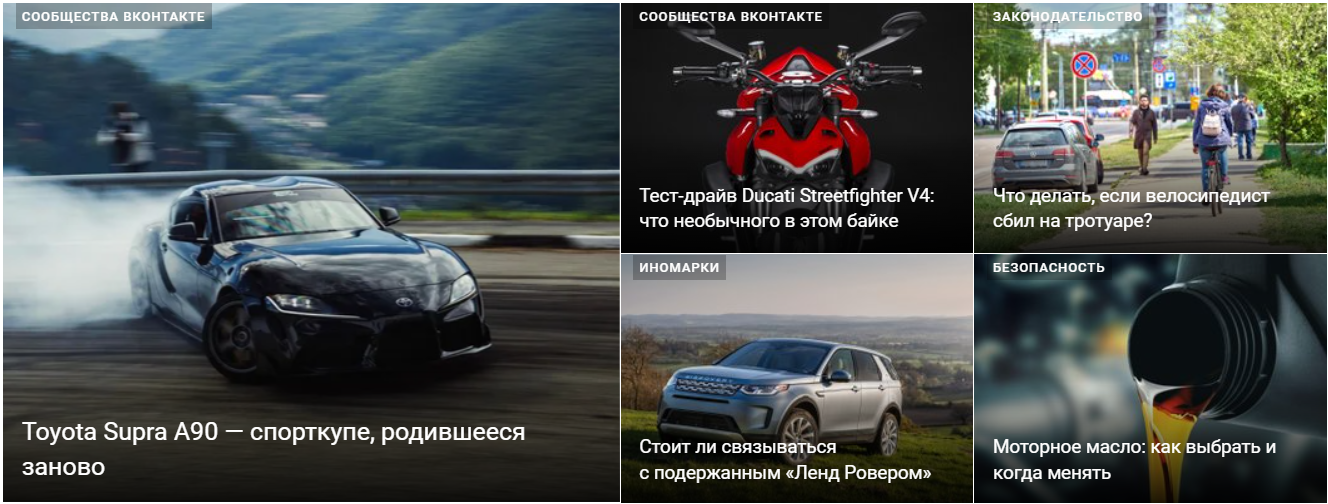 СООБЩЕСТВА ВКОНТАКТЕ
Toyota Supra A90 — спорткупе, родившееся
заново
СООБЩЕСТВА ВКОНТАКТЕ
Тест-драйв Ducati Streetfighter V4:
что необычного в этом байке
ЗАКОНОДАТЕЛЬСТВО
Что делать, если велосипедист
сбил на тротуаре?
ИНОМАРКИ
DISCOVERY
Стоит ли связываться
с подержанным «Ленд Ровером»
БЕЗОПАСНОСТЬ
Моторное масло: как выбрать и
когда менять